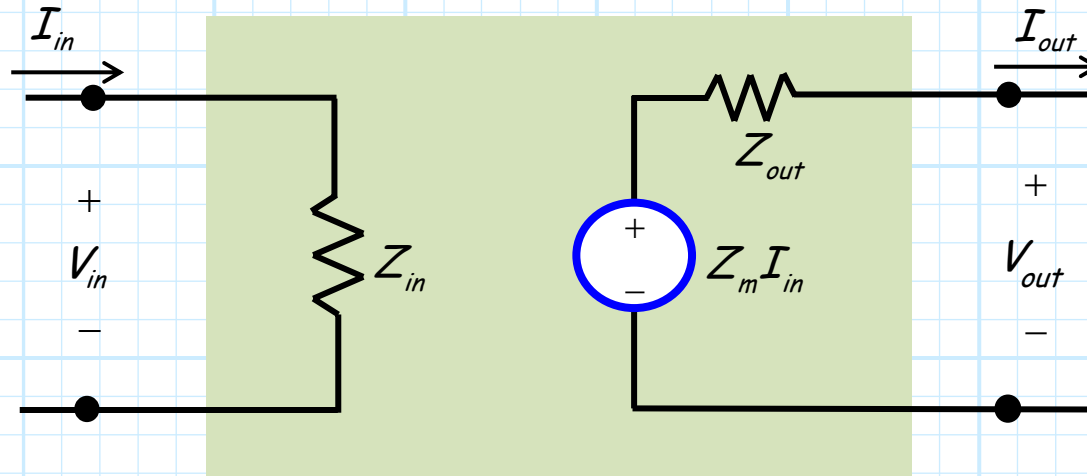 I_in
I_out
+
V_in
−
Z_in
+
−
Z_m I_in
Z_out
+
V_out
−